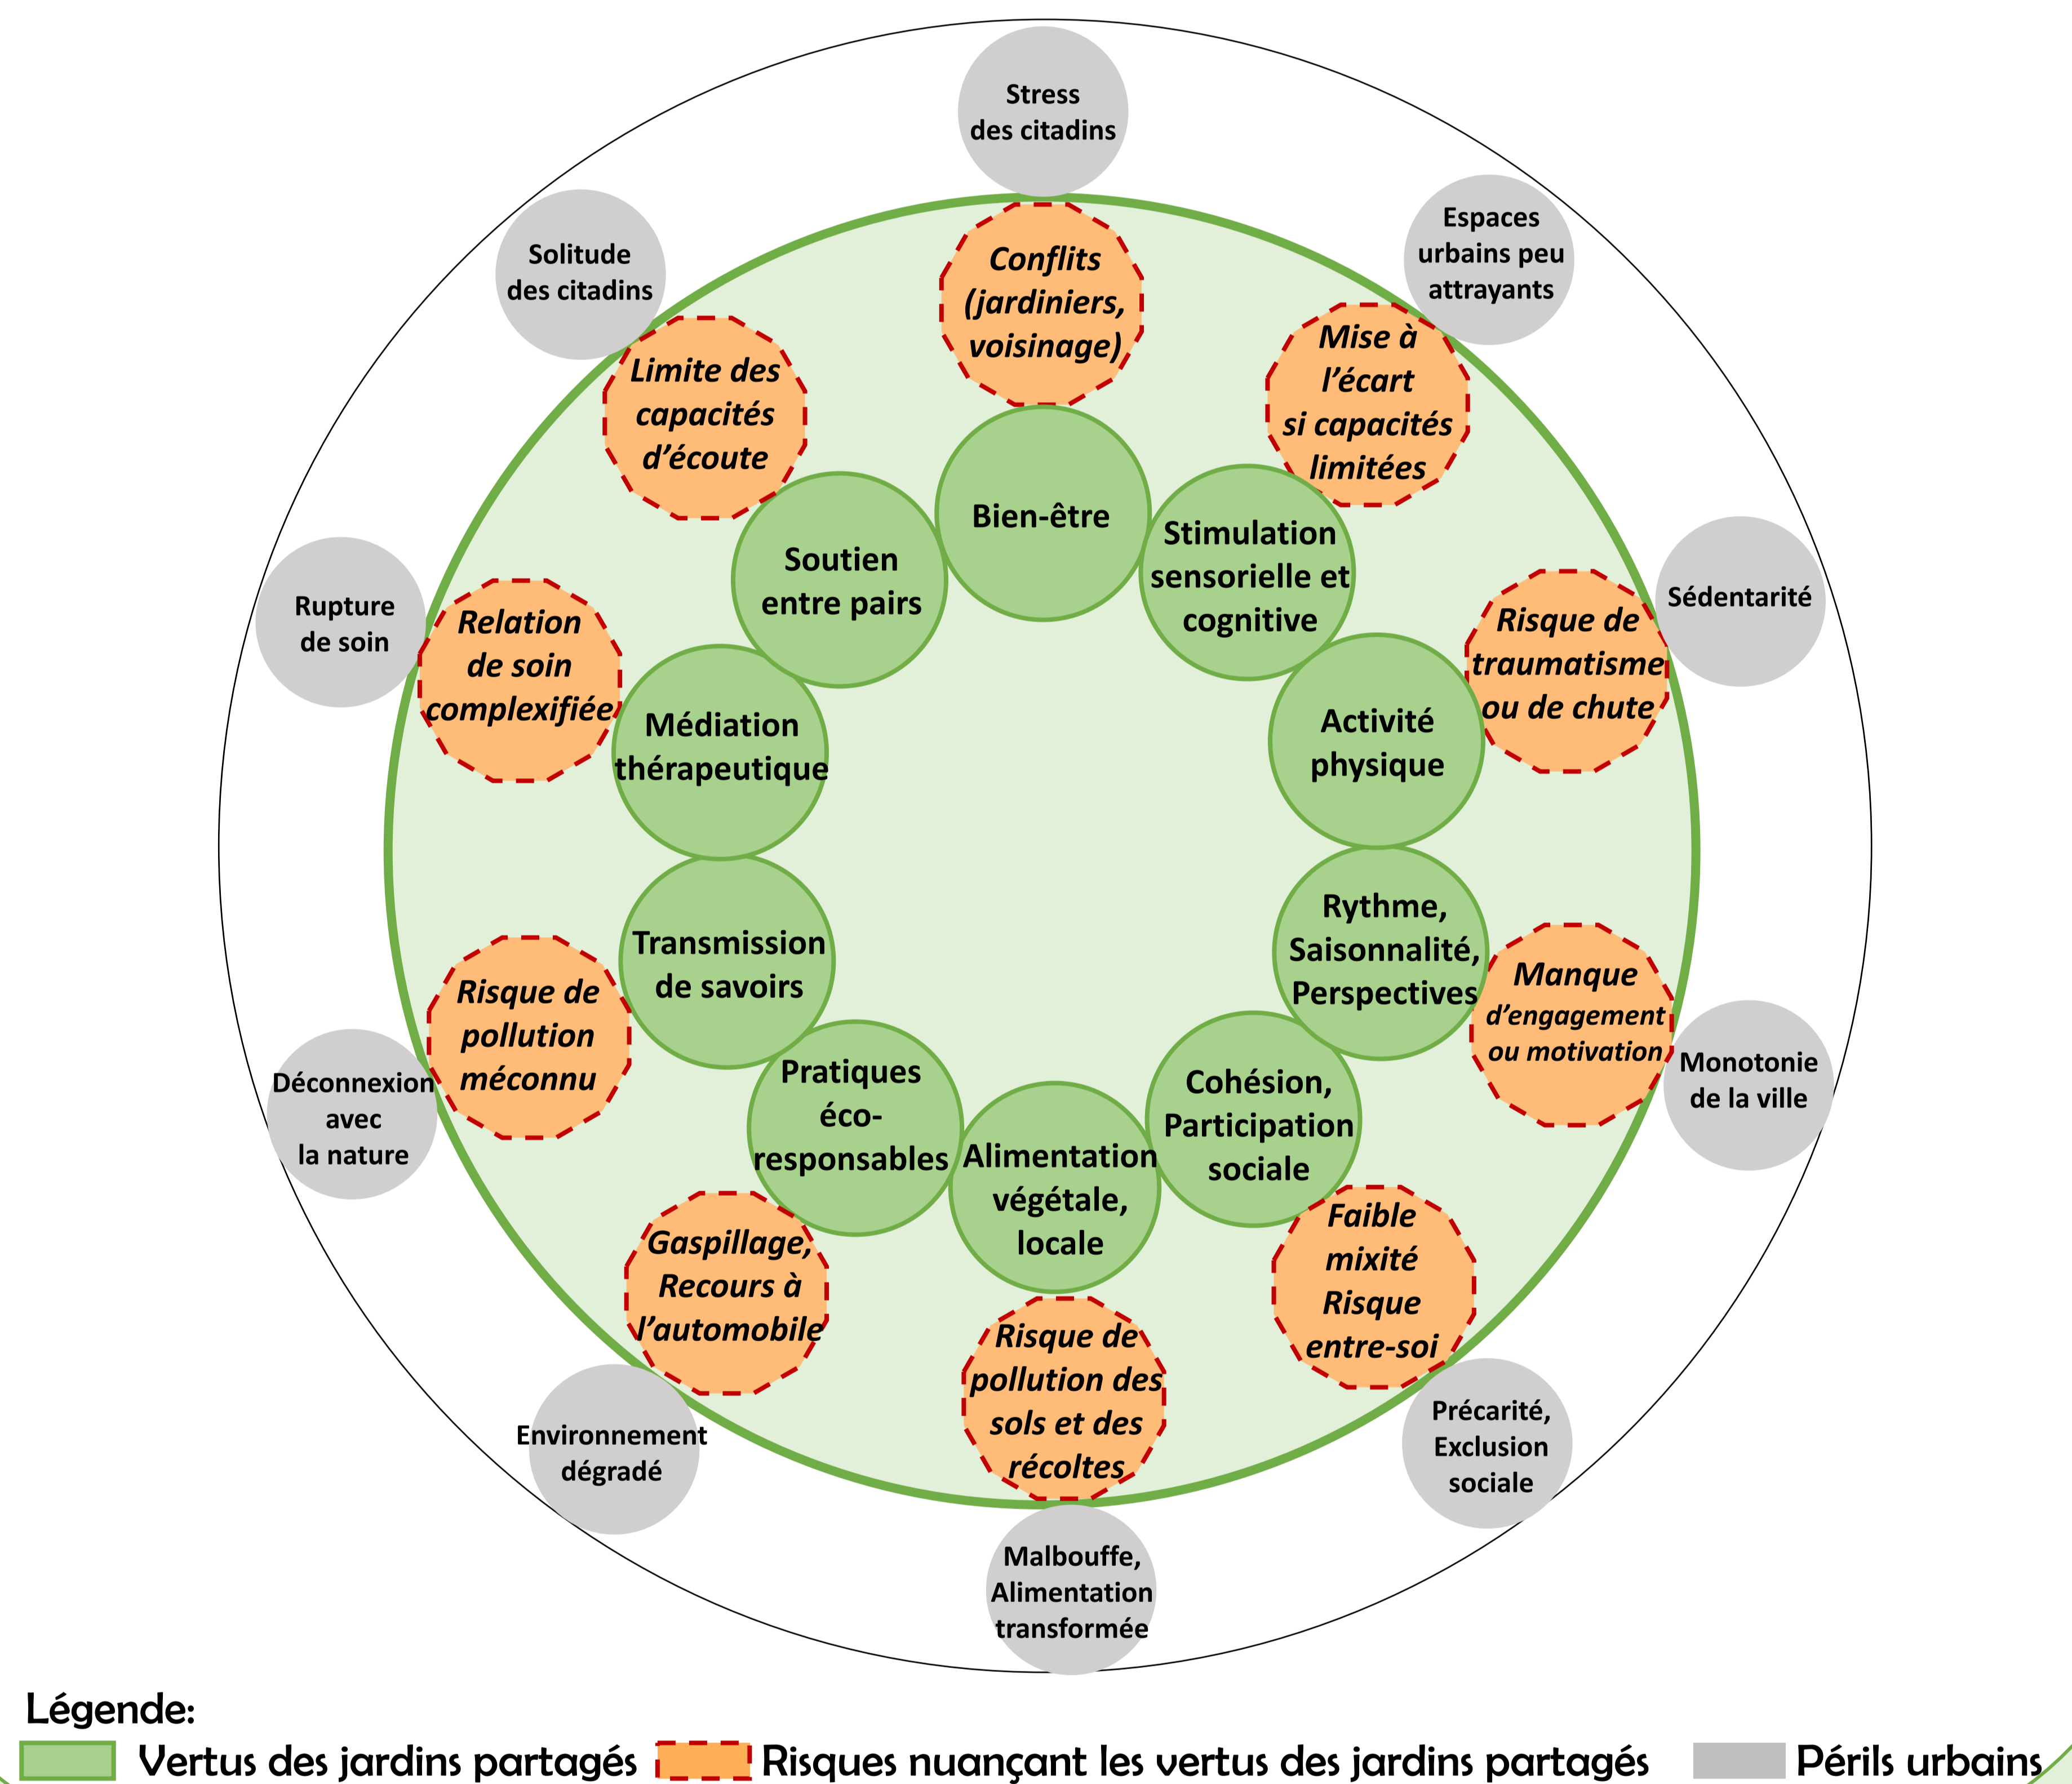 Stress
des citadins
Espaces
urbains peu
attrayants
Sédentarité
Monotonie
de la ville
Précarité,
Exclusion
sociale
Malbouffe,
Alimentation
transformée
Environnement
dégradé
Déconnexion
avec
la nature
Rupture
de soin
Solitude
des citadins
Conflits
(jardiniers,
voisinage)
Mise à
l’écart
si capacités
limitées
Risque de
traumatisme
ou de chute
Manque
d’engagement
ou motivation
Faible
mixité
Risque
entre-soi
Risque de
pollution des
sols et des
récoltes
Gaspillage,
Recours à
l’automobile
Risque de
pollution
méconnu
Relation
de soin
complexifiée
Limite des
capacités
d’écoute
Bien-être
Stimulation
sensorielle et
cognitive
Activité
physique
Rythme,
Saisonnalité,
Perspectives
Cohésion,
Participation
sociale
Alimentation
végétale,
locale
Pratiques
éco-
responsables
Transmission
de savoirs
Médiation
thérapeutique
Soutien
entre pairs
Légende:
Vertus des jardins partagés
Risques nuançant les vertus des jardins partagés
Périls urbains